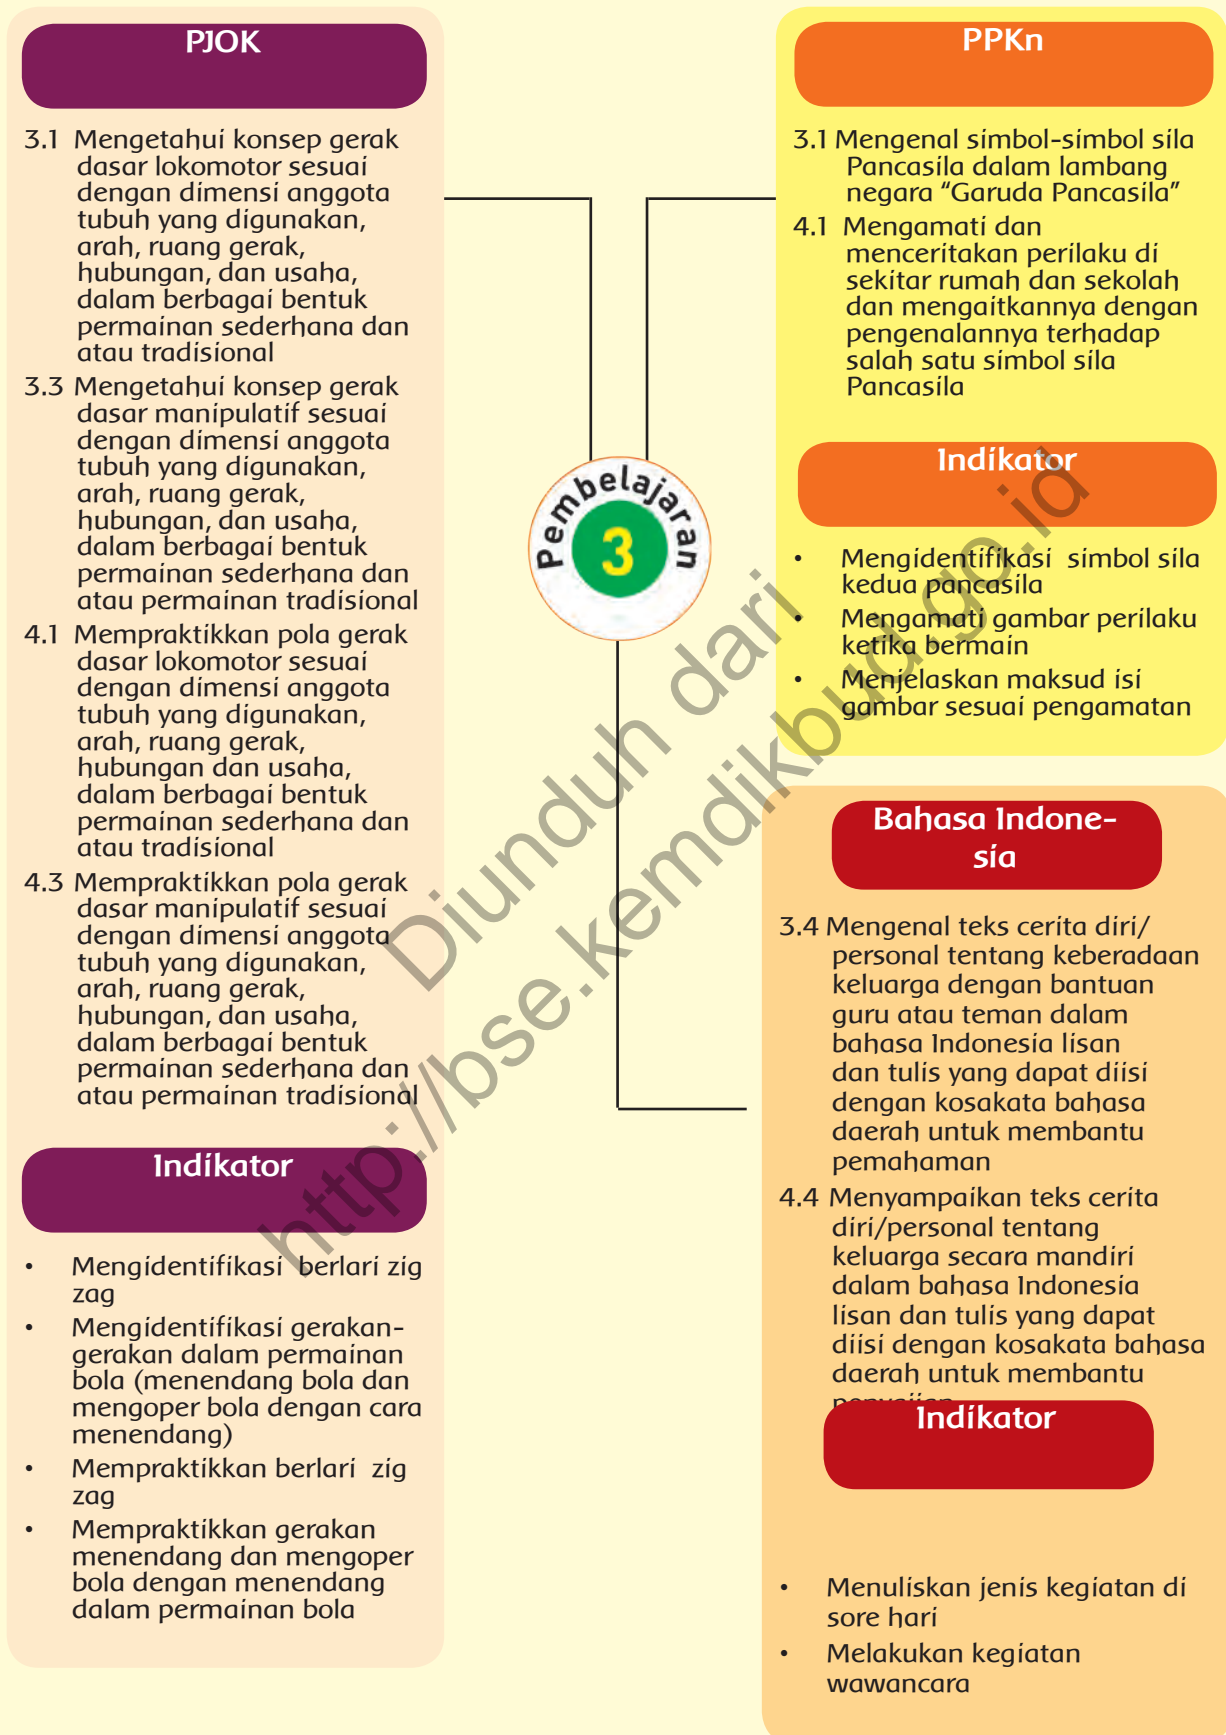 PJOK
3.1 Mengetahui konsep gerak
dasar lokomotor sesuai
dengan dimensi anggota
tubuh yang digunakan,
arah, ruang gerak,
hubungan, dan usaha,
dalam berbagai bentuk
permainan sederhana dan
atau tradisional
3.3 Mengetahui konsep gerak
dasar manipulatif sesuai
dengan dimensi anggota
tubuh yang digunakan,
arah, ruang gerak,
hubungan, dan usaha,
dalam berbagai bentuk
permainan sederhana dan
atau permainan tradisional
4.1 Mempraktikkan pola gerak
dasar lokomotor sesuai
dengan dimensi anggota
tubuh yang digunakan,
arah, ruang gerak,
hubungan dan usaha,
dalam berbagai bentuk
permainan sederhana dan
atau tradisional
4.3 Mempraktikkan pola gerak
dasar manipulatif sesuai
dengan dimensi anggota
tubuh yang digunakan,
arah, ruang gerak,
hubungan, dan usaha,
dalam berbagai bentuk
permainan sederhana dan
atau permainan tradisional
Indikator
• Mengidentifikasi berlari zig
zag
• Mengidentifikasi gerakan-
gerakan dalam permainan
bola (menendang bola dan
mengoper bola dengan cara
menendang)
• Mempraktikkan berlari zig
zag
• Mempraktikkan gerakan
menendang dan mengoper
bola dengan menendang
dalam permainan bola
Pembelajaran
3
PPKn
3.1 Mengenal simbol-simbol sila
Pancasila dalam lambang
negara “Garuda Pancasila”
4.1 Mengamati dan
menceritakan perilaku di
sekitar rumah dan sekolah
dan mengaitkannya dengan
pengenalannya terhadap
salah satu simbol sila
Pancasila
Indikator
• Mengidentifikasi simbol sila
kedua pancasila
• Mengamati gambar perilaku
ketika bermain
• Menjelaskan maksud isi
gambar sesuai pengamatan
Bahasa Indone-
sia
3.4 Mengenal teks cerita diri/
personal tentang keberadaan
keluarga dengan bantuan
guru atau teman dalam
bahasa Indonesia lisan
dan tulis yang dapat diisi
dengan kosakata bahasa
daerah untuk membantu
pemahaman
4.4 Menyampaikan teks cerita
diri/personal tentang
keluarga secara mandiri
dalam bahasa Indonesia
lisan dan tulis yang dapat
diisi dengan kosakata bahasa
daerah untuk membantu
Indikator
• Menuliskan jenis kegiatan di
sore hari
• Melakukan kegiatan
wawancara
Diunduh dari
http://bse.kemdikbud.go.id